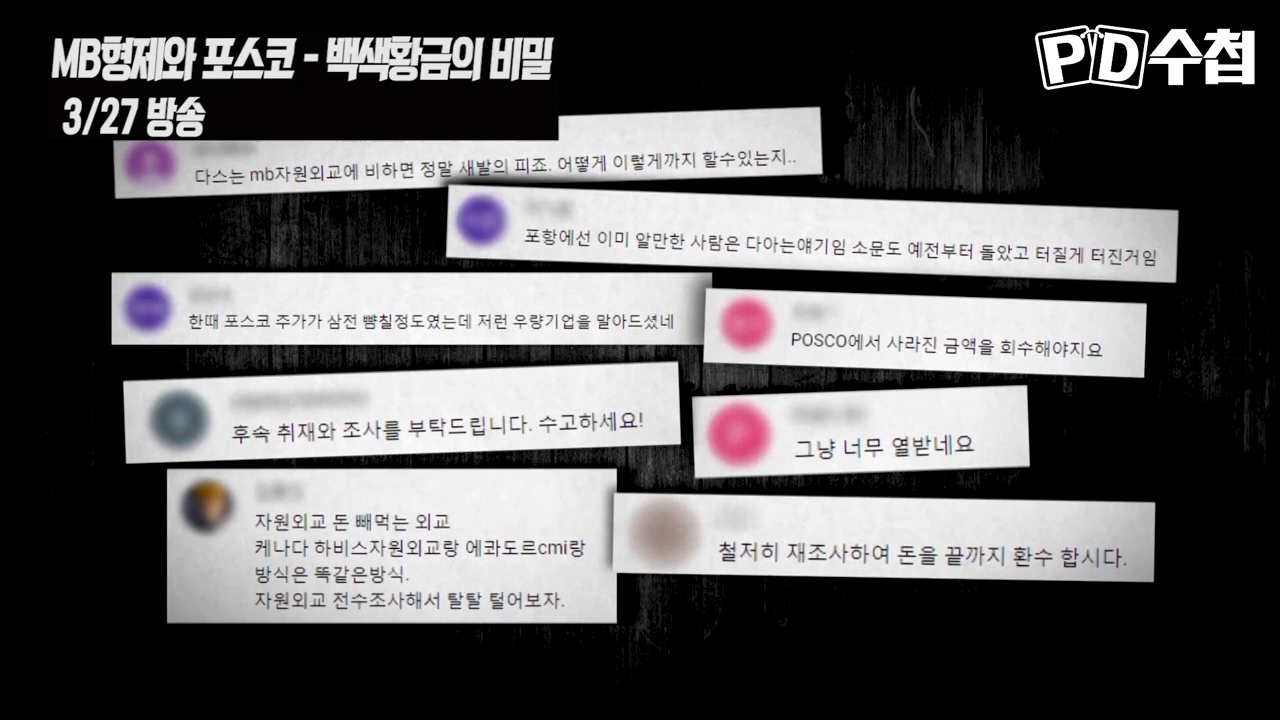 MB형제와 포스코 - 백색황금의 비밀
3/27 방송
PD수첩
다스는 mb자원외교에 비하면 정말 새발의 피죠. 어떻게 이렇게까지 할수있는지..
포항에선 이미 알만한 사람은 다아는얘기임 소문도 예전부터 돌았고 터질게 터진거임
한때 포스코 주가가 삼전 뺨칠정도였는데 저런 우량기업을 말아드셨네
POSCO에서 사라진 금액을 회수해야지요
후속 취재와 조사를 부탁드립니다. 수고하세요!
그냥 너무 열받네요
자원외교 돈 빼먹는 외교
케나다 하비스자원외교랑 에콰도르cmi랑
방식은 똑같은방식.
자원외교 전수조사해서 탈탈 털어보자.
철저히 재조사하여 돈을 끝까지 환수 합시다.